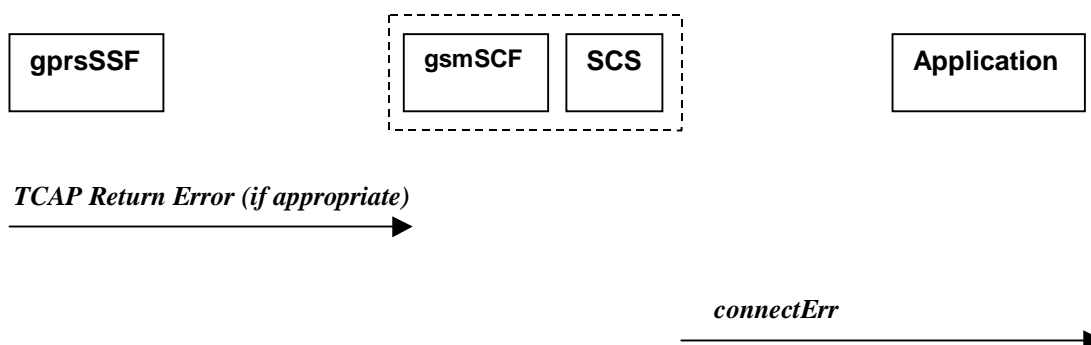 gprsSSF
gsmSCF
SCS
Application
TCAP Return Error (if appropriate)
connectErr